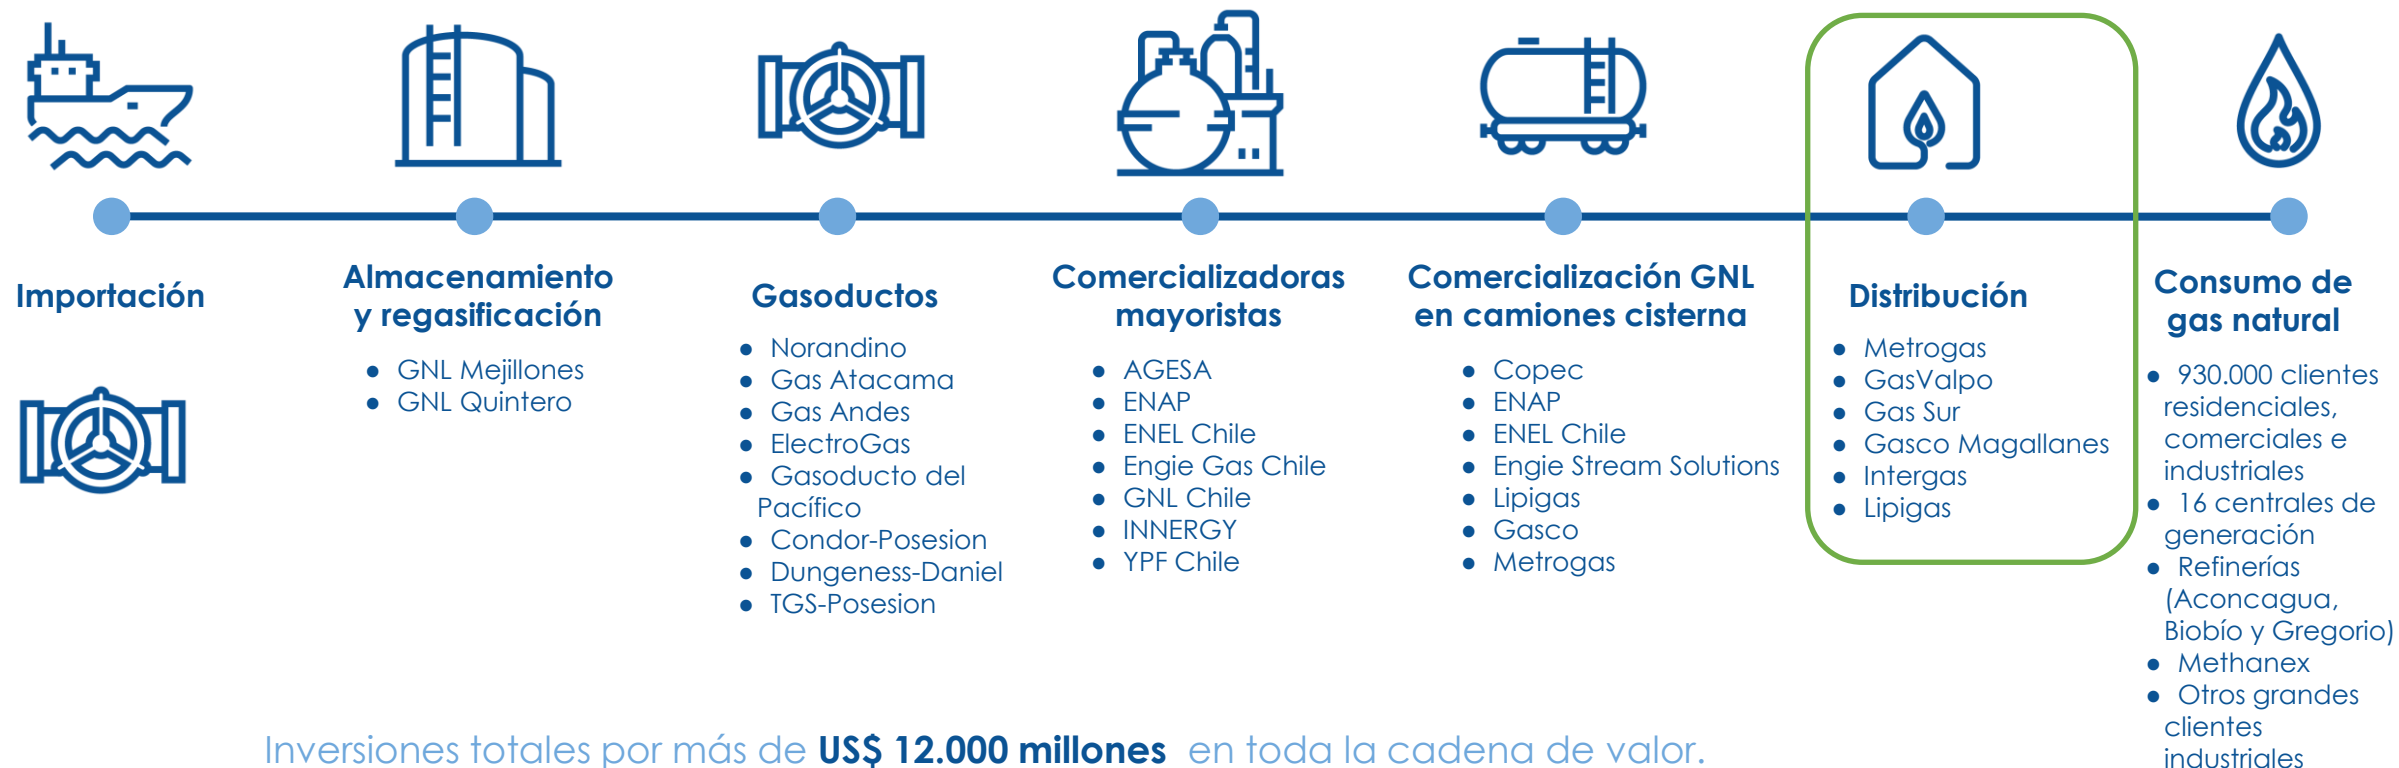 Importación
Almacenamiento
y regasificación
● GNL Mejillones
● GNL Quintero
Gasoductos
● Norandino
● Gas Atacama
● Gas Andes
● ElectroGas
● Gasoducto del
Pacífico
● Condor-Posesion
● Dungeness-Daniel
● TGS-Posesion
Comercializadoras
mayoristas
● AGESA
● ENAP
● ENEL Chile
● Engie Gas Chile
● GNL Chile
● INNERGY
● YPF Chile
Comercialización GNL
en camiones cisterna
● Copec
● ENAP
● ENEL Chile
● Engie Stream Solutions
● Lipigas
● Gasco
● Metrogas
Distribución
● Metrogas
● GasValpo
● Gas Sur
● Gasco Magallanes
● Intergas
● Lipigas
Consumo de
gas natural
● 930.000 clientes
residenciales,
comerciales e
industriales
● 16 centrales de
generación
● Refinerías
(Aconcagua,
Biobío y Gregorio)
● Methanex
● Otros grandes
clientes
industriales
Inversiones totales por más de US$ 12.000 millones en toda la cadena de valor.